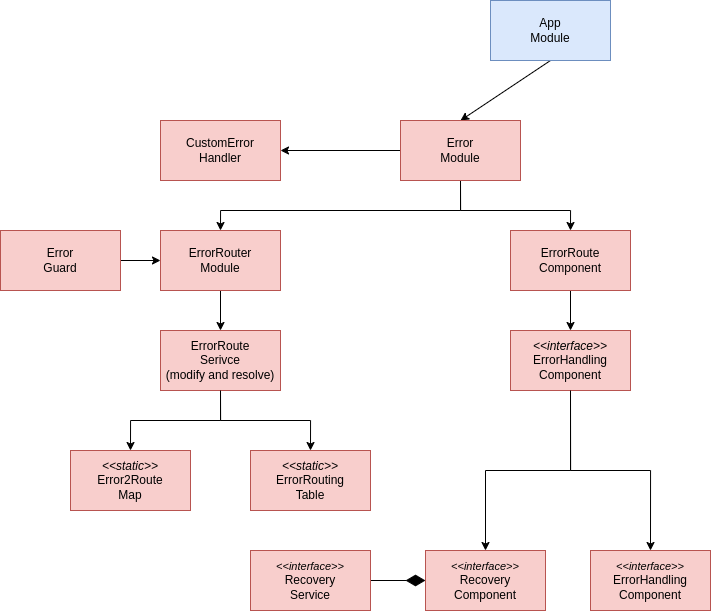 App
Module
CustomError
Handler
Error
Module
Error
Guard
ErrorRouter
Module
ErrorRoute
Component
ErrorRoute
Serivce
(modify and resolve)
<<interface>>
ErrorHandling
Component
<<static>>
Error2Route
Map
<<static>>
ErrorRouting
Table
<<interface>>
Recovery
Service
<<interface>>
Recovery
Component
<<interface>>
ErrorHandling
Component